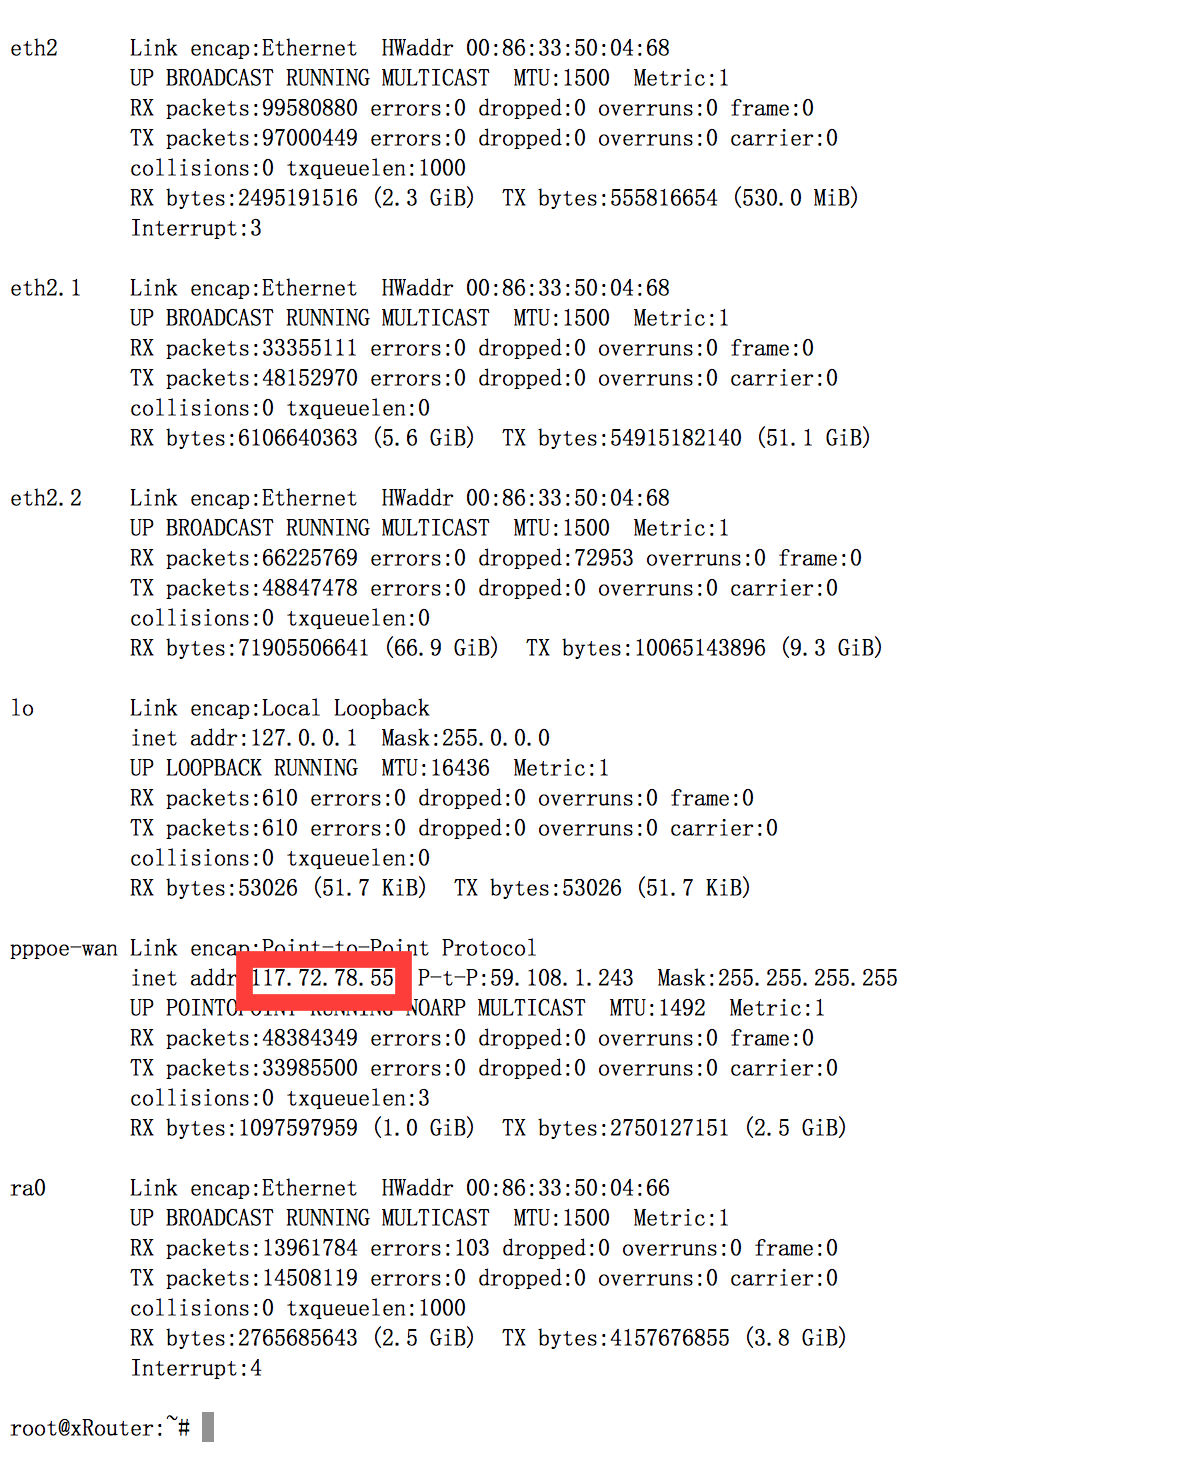 eth2      Link encap:Ethernet  HWaddr 00:86:33:50:04:68
          UP BROADCAST RUNNING MULTICAST  MTU:1500  Metric:1
          RX packets:99580880 errors:0 dropped:0 overruns:0 frame:0
          TX packets:97000449 errors:0 dropped:0 overruns:0 carrier:0
          collisions:0 txqueuelen:1000
          RX bytes:2495191516 (2.3 GiB)  TX bytes:555816654 (530.0 MiB)
          Interrupt:3

eth2.1    Link encap:Ethernet  HWaddr 00:86:33:50:04:68
          UP BROADCAST RUNNING MULTICAST  MTU:1500  Metric:1
          RX packets:33355111 errors:0 dropped:0 overruns:0 frame:0
          TX packets:48152970 errors:0 dropped:0 overruns:0 carrier:0
          collisions:0 txqueuelen:0
          RX bytes:6106640363 (5.6 GiB)  TX bytes:54915182140 (51.1 GiB)

eth2.2    Link encap:Ethernet  HWaddr 00:86:33:50:04:68
          UP BROADCAST RUNNING MULTICAST  MTU:1500  Metric:1
          RX packets:66225769 errors:0 dropped:72953 overruns:0 frame:0
          TX packets:48847478 errors:0 dropped:0 overruns:0 carrier:0
          collisions:0 txqueuelen:0
          RX bytes:71905506641 (66.9 GiB)  TX bytes:10065143896 (9.3 GiB)

lo        Link encap:Local Loopback
          inet addr:127.0.0.1  Mask:255.0.0.0
          UP LOOPBACK RUNNING  MTU:16436  Metric:1
          RX packets:610 errors:0 dropped:0 overruns:0 frame:0
          TX packets:610 errors:0 dropped:0 overruns:0 carrier:0
          collisions:0 txqueuelen:0
          RX bytes:53026 (51.7 KiB)  TX bytes:53026 (51.7 KiB)

pppoe-wan Link encap:Point-to-Point Protocol
          inet addr 117.72.78.55  P-t-P:59.108.1.243  Mask:255.255.255.255
          UP POINTOPOINT RUNNING NOARP MULTICAST  MTU:1492  Metric:1
          RX packets:48384349 errors:0 dropped:0 overruns:0 frame:0
          TX packets:33985500 errors:0 dropped:0 overruns:0 carrier:0
          collisions:0 txqueuelen:3
          RX bytes:1097597959 (1.0 GiB)  TX bytes:2750127151 (2.5 GiB)

ra0       Link encap:Ethernet  HWaddr 00:86:33:50:04:66
          UP BROADCAST RUNNING MULTICAST  MTU:1500  Metric:1
          RX packets:13961784 errors:103 dropped:0 overruns:0 frame:0
          TX packets:14508119 errors:0 dropped:0 overruns:0 carrier:0
          collisions:0 txqueuelen:1000
          RX bytes:2765685643 (2.5 GiB)  TX bytes:4157676855 (3.8 GiB)
          Interrupt:4

root@xRouter:~#